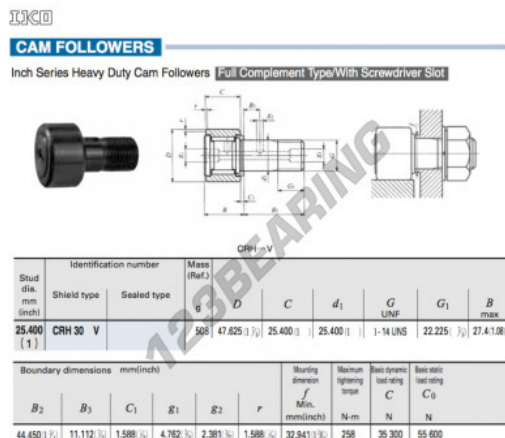 IKO
CAM FOLLOWERS
Inch Series Heavy Duty Cam Followers Full Complement Type/With Screwdriver Slot
CRH…V
123BEARING
Stud dia. mm (inch)
Identification number
Shield type Sealed type
Mass (Ref.) g
D C d1 G UNF G1 B max
25.400 (1) CRH 30 V 508 47.625 25.400 (1) 25.400 (1) 1-14 UNS 22.225 27.4(1.08)
Boundary dimensions mm(inch)
B2 B3 C1 g1 g2 r
Mounting dimension f Min. mm(inch)
Maximum tightening torque N-m
Basic dynamic load rating C N
Basic static load rating C0 N
44.450 11.112 1.588 4.762 2.381 1.588 32.941 258 35 300 55 600